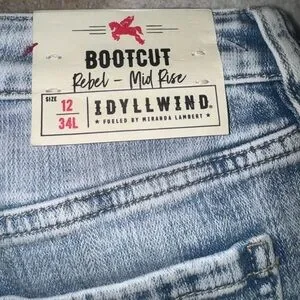 BOOTCUT
Rebel - Mid Rise
SIZE 12 34L
IDYLLWIND®
★ FUELED BY MIRANDA LAMBERT ★